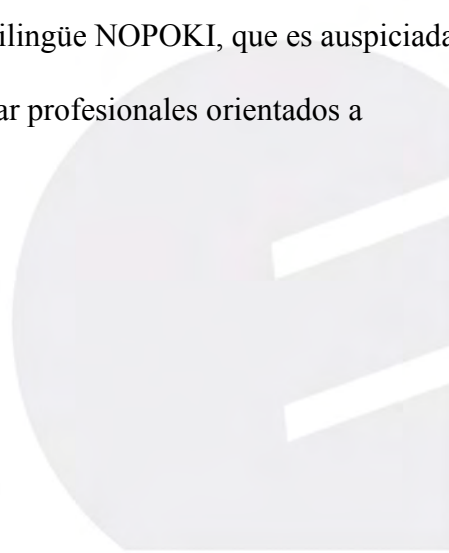 ilingüe NOPOKI, que es auspiciada
ar profesionales orientados a